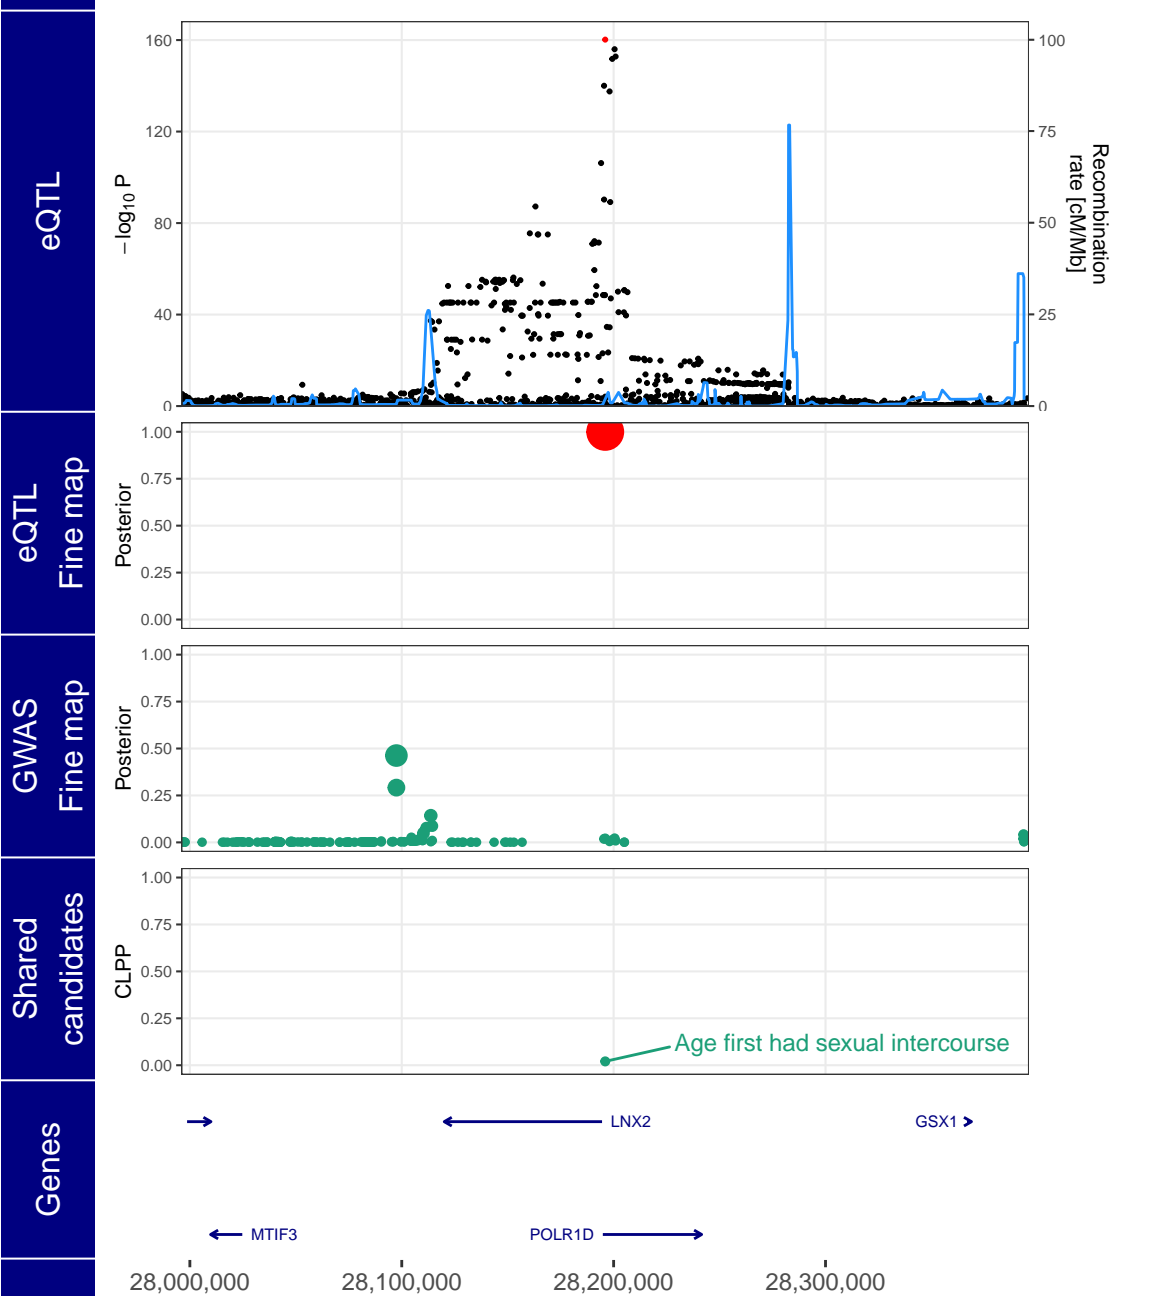 eQTL
160
120
80
40
0
−log10 P
100
75
50
25
0
Recombination
rate [cM/Mb]
eQTL
Fine map
1.00
0.75
0.50
0.25
0.00
Posterior
GWAS
Fine map
1.00
0.75
0.50
0.25
0.00
Posterior
Shared
candidates
1.00
0.75
0.50
0.25
0.00
CLPP
Age first had sexual intercourse
Genes
LNX2
GSX1
MTIF3
POLR1D
28,000,000
28,100,000
28,200,000
28,300,000